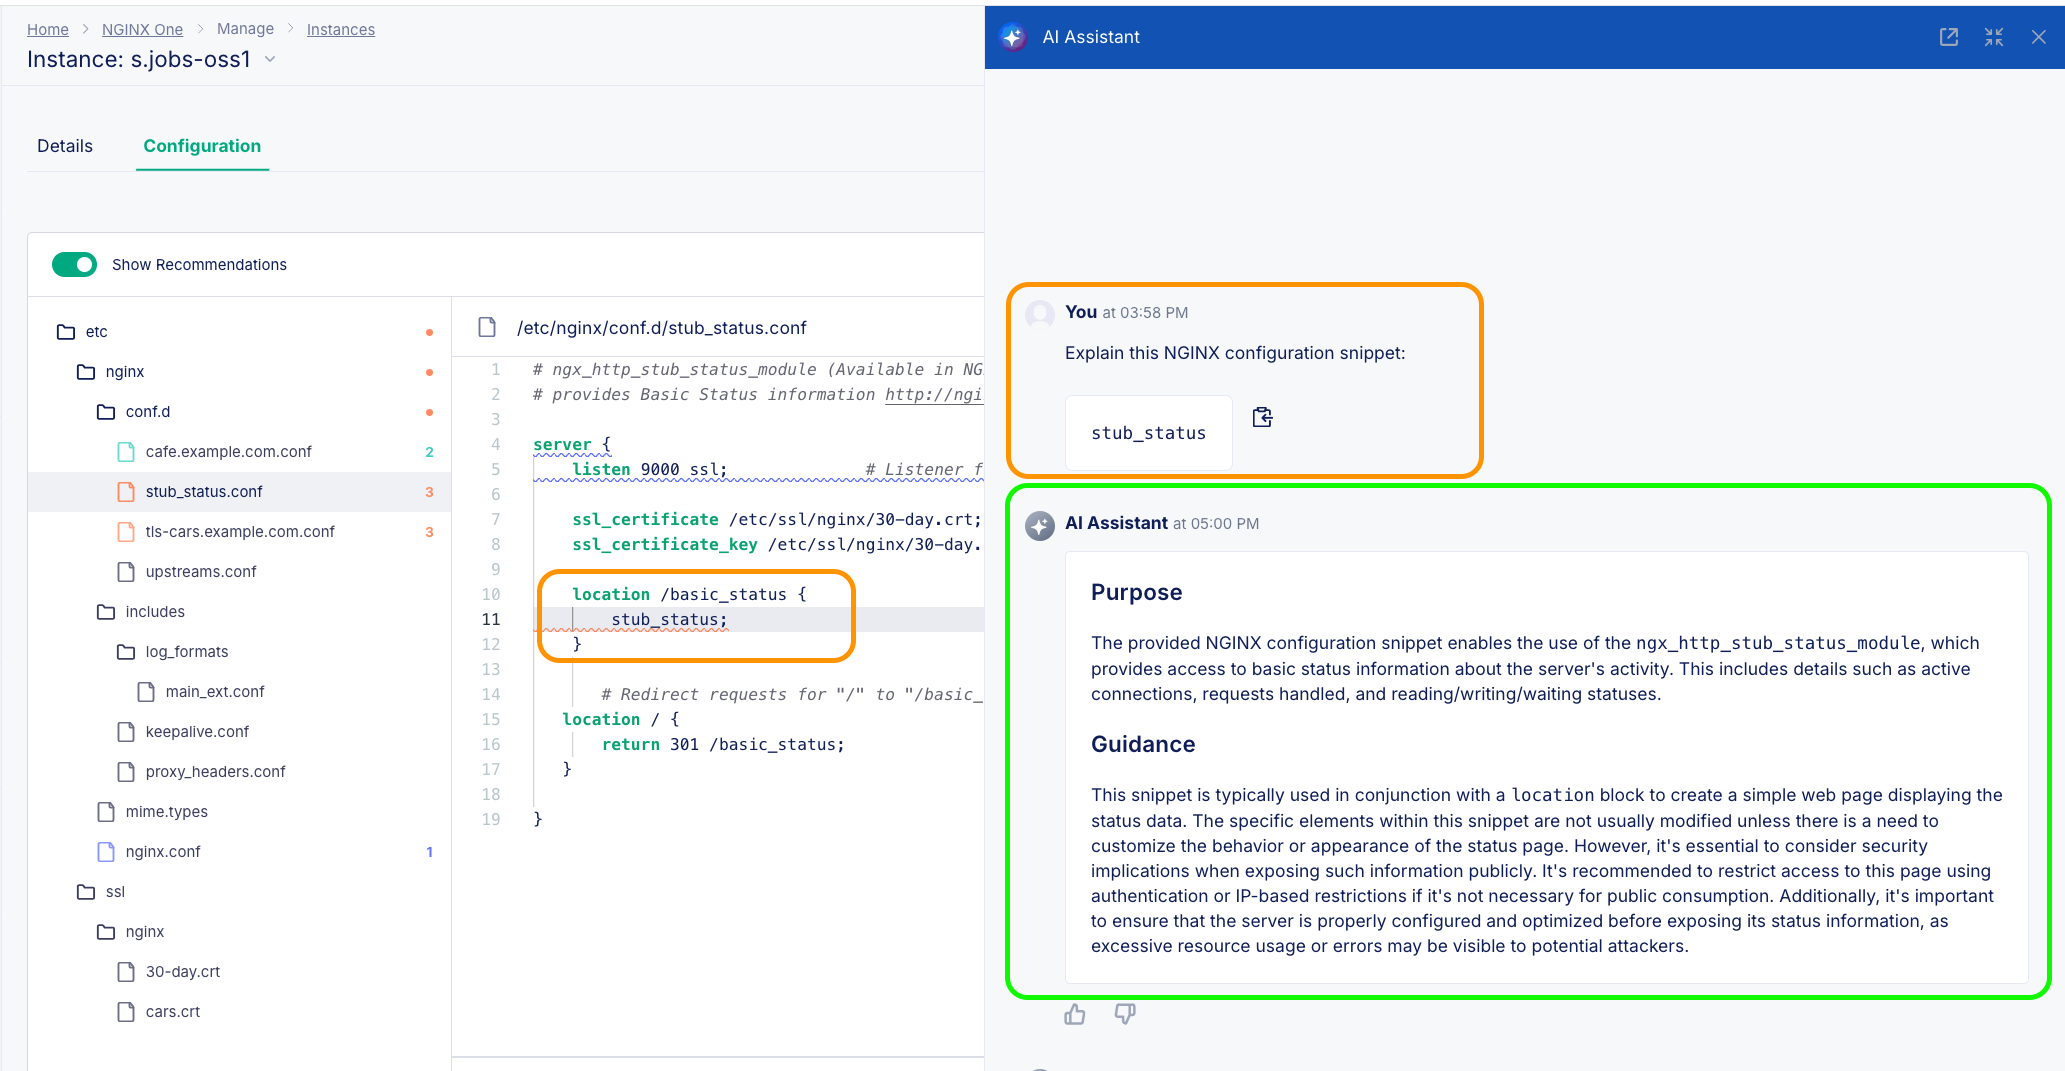 Home > NGINX One > Manage > Instances
Instance: s.jobs-oss1
Details
Configuration
Show Recommendations
etc
nginx
conf.d
cafe.example.com.conf 2
stub_status.conf 3
tls-cars.example.com.conf 3
upstreams.conf
includes
log_formats
main_ext.conf
keepalive.conf
proxy_headers.conf
mime.types
nginx.conf 1
ssl
nginx
30-day.crt
cars.crt
/etc/nginx/conf.d/stub_status.conf
1 # ngx_http_stub_status_module (Available in NG
2 # provides Basic Status information http://ngi
3
4 server {
5 listen 9000 ssl; # Listener f
6
7 ssl_certificate /etc/ssl/nginx/30-day.crt;
8 ssl_certificate_key /etc/ssl/nginx/30-day.
9
10 location /basic_status {
11 stub_status;
12 }
13
14 # Redirect requests for "/" to "/basic_
15 location / {
16 return 301 /basic_status;
17 }
18
19 }
AI Assistant
You at 03:58 PM
Explain this NGINX configuration snippet:
stub_status
AI Assistant at 05:00 PM
Purpose
The provided NGINX configuration snippet enables the use of the ngx_http_stub_status_module, which
provides access to basic status information about the server's activity. This includes details such as active
connections, requests handled, and reading/writing/waiting statuses.
Guidance
This snippet is typically used in conjunction with a location block to create a simple web page displaying the
status data. The specific elements within this snippet are not usually modified unless there is a need to
customize the behavior or appearance of the status page. However, it's essential to consider security
implications when exposing such information publicly. It's recommended to restrict access to this page using
authentication or IP-based restrictions if it's not necessary for public consumption. Additionally, it's important
to ensure that the server is properly configured and optimized before exposing its status information, as
excessive resource usage or errors may be visible to potential attackers.